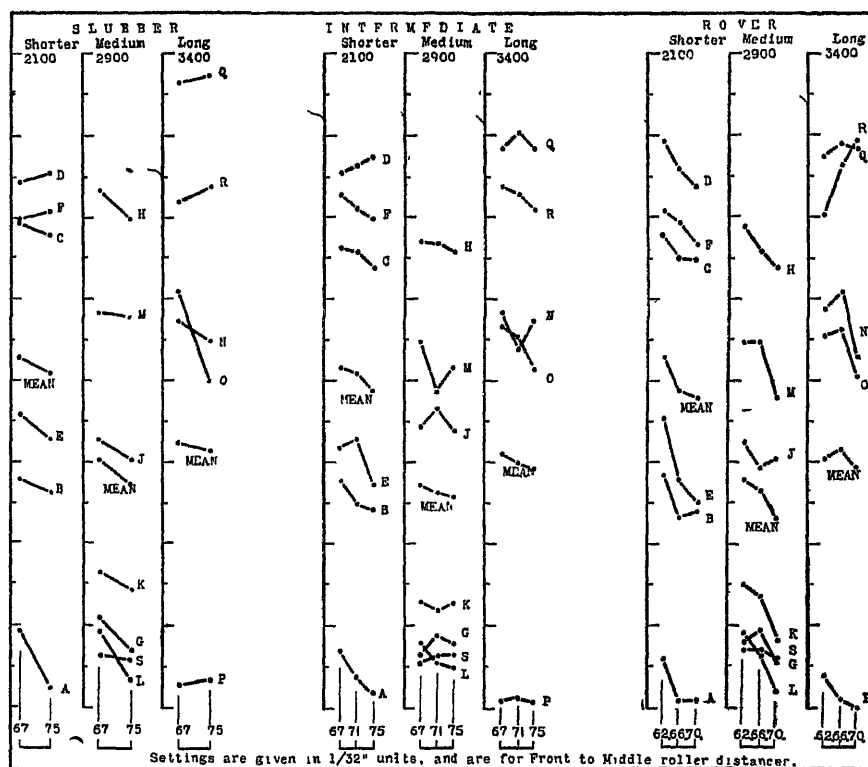 SLUBBER
INTFRMFDIATE
ROVER
Shorter Medium Long
2100 2900 3400
Shorter Medium Long
2100 2900 3400
Shorter Medium Long
2100 2900 3400
Q
D
R
F
H
C
M
N
O
MEAN
E
J
MEAN
B
MEAN
K
G
S
L
A
P
67 75
67 75
67 75
Q
D
R
F
H
C
N
M
O
MEAN
J
MEAN
E
MEAN
B
K
G
S
L
A
P
67 71 75
67 71 75
67 71 75
R
Q
D
F
C
H
N
O
M
MEAN
J
MEAN
E
B
MEAN
K
S
G
L
A
P
62 66 70
62 66 70
62 66 70
Settings are given in 1/32" units, and are for Front to Middle roller distancer.